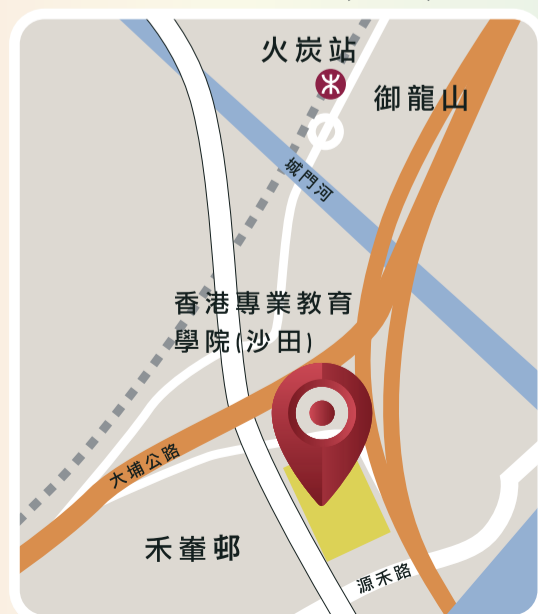 火炭站
御龍山
城門河
香港專業教育
學院(沙田)
大埔公路
禾輋邨
源禾路